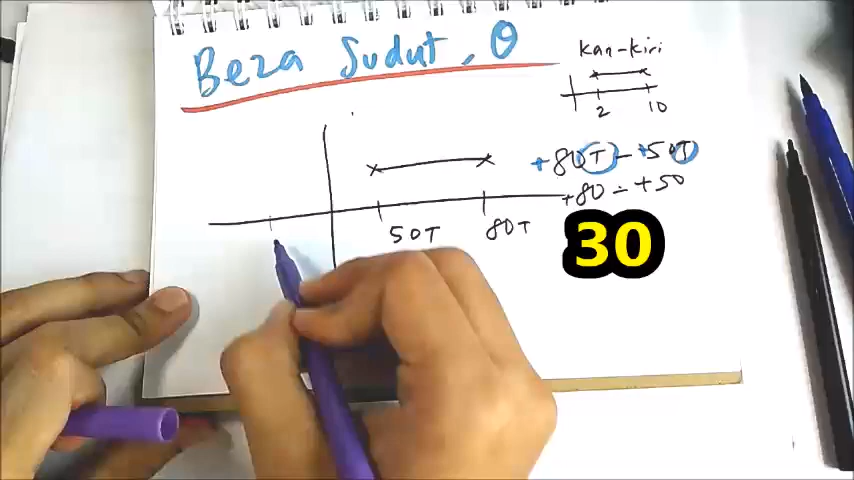 Beza Sudut, θ
kan-kiri
2 10
+80T - +50T
+80 - +50
50T 80T
30